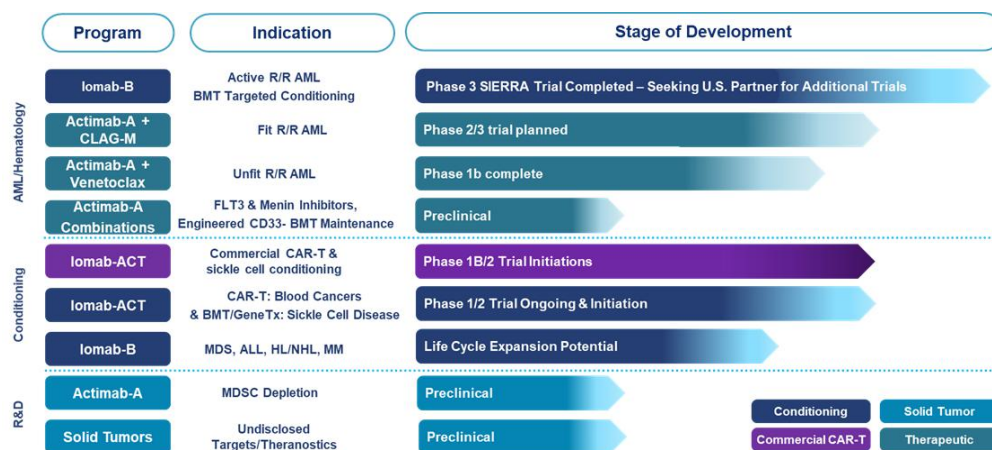 Program
Indication
Stage of Development
AML/Hematology
Iomab-B
Active R/R AML
BMT Targeted Conditioning
Phase 3 SIERRA Trial Completed – Seeking U.S. Partner for Additional Trials
Actimab-A +
CLAG-M
Fit R/R AML
Phase 2/3 trial planned
Actimab-A +
Venetoclax
Unfit R/R AML
Phase 1b complete
Actimab-A
Combinations
FLT3 & Menin Inhibitors,
Engineered CD33- BMT Maintenance
Preclinical
Conditioning
Iomab-ACT
Commercial CAR-T &
sickle cell conditioning
Phase 1B/2 Trial Initiations
Iomab-ACT
CAR-T: Blood Cancers
& BMT/GeneTx: Sickle Cell Disease
Phase 1/2 Trial Ongoing & Initiation
Iomab-B
MDS, ALL, HL/NHL, MM
Life Cycle Expansion Potential
R&D
Actimab-A
MDSC Depletion
Preclinical
Solid Tumors
Undisclosed
Targets/Theranostics
Preclinical
Conditioning
Solid Tumor
Commercial CAR-T
Therapeutic